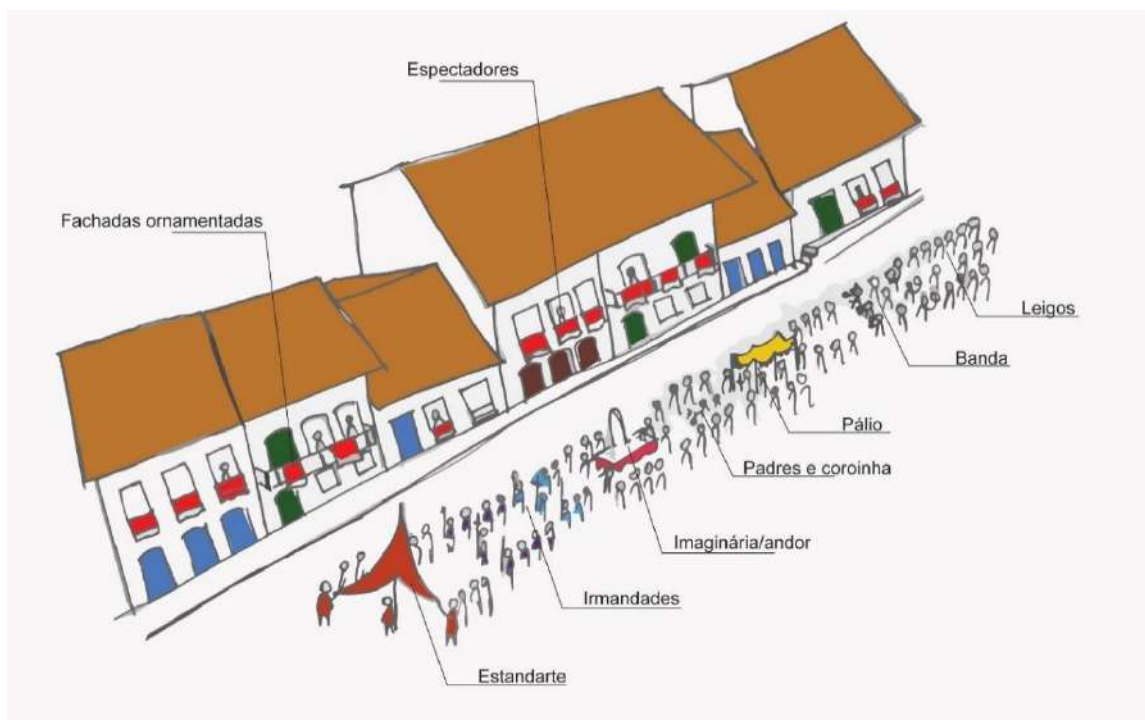 Espectadores
Fachadas ornamentadas
Leigos
Banda
Pálio
Padres e coroinha
Imaginária/andor
Irmandades
Estandarte